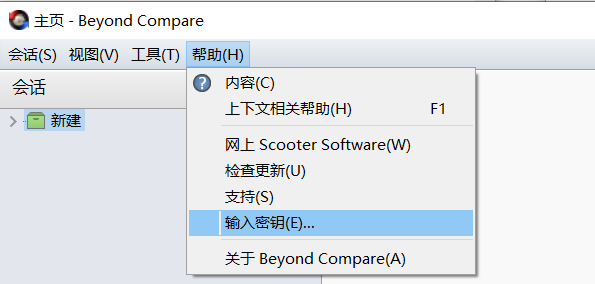 主页 - Beyond Compare
会话(S) 视图(V) 工具(T) 帮助(H)
会话
新建
内容(C)
上下文相关帮助(H) F1
网上 Scooter Software(W)
检查更新(U)
支持(S)
输入密钥(E)...
关于 Beyond Compare(A)